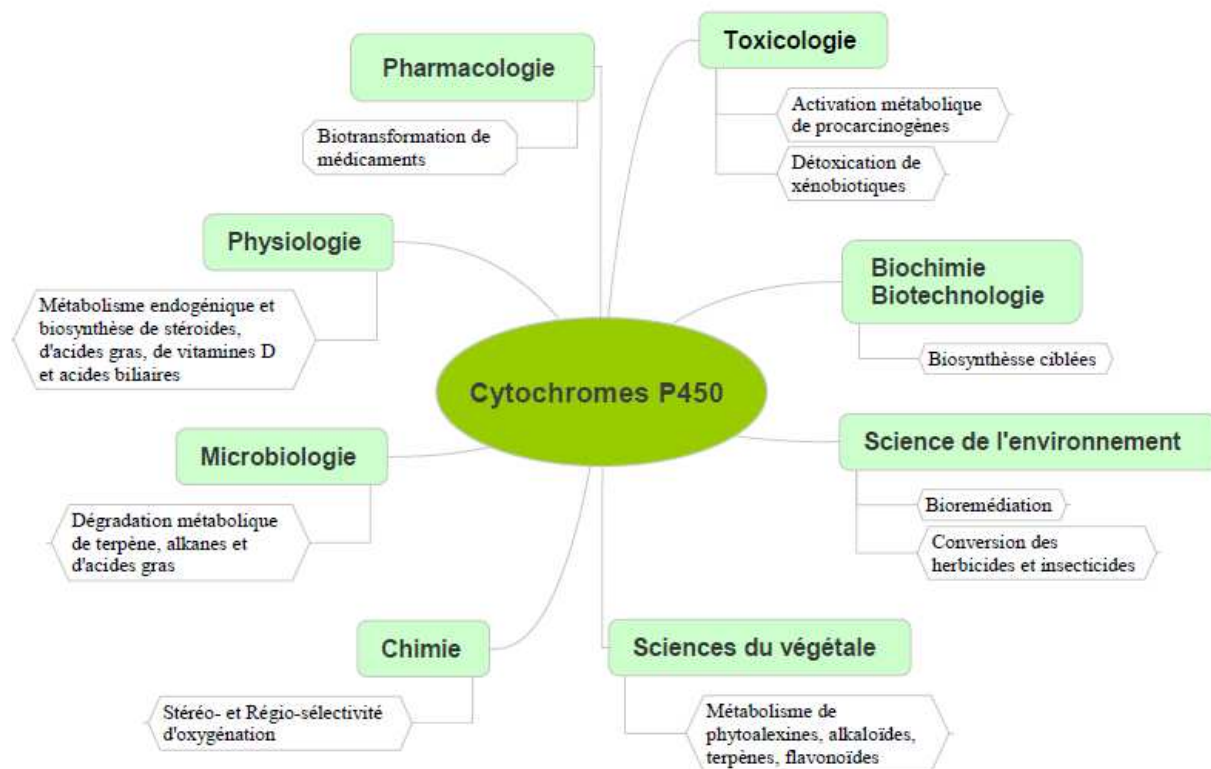 Pharmacologie
Biotransformation de
médicaments
Toxicologie
Activation métabolique
de procarcinogènes
Détoxication de
xénobiotiques
Physiologie
Métabolisme endogénique et
biosynthèse de stéroides,
d'acides gras, de vitamines D
et acides biliaires
Biochimie
Biotechnologie
Biosynthèsse ciblées
Cytochromes P450
Microbiologie
Dégradation métabolique
de terpène, alkanes et
d'acides gras
Science de l'environnement
Bioremédiation
Conversion des
herbicides et insecticides
Chimie
Stéréo- et Régio-sélectivité
d'oxygénation
Sciences du végétale
Métabolisme de
phytoalexines, alkaloïdes,
terpènes, flavonoïdes